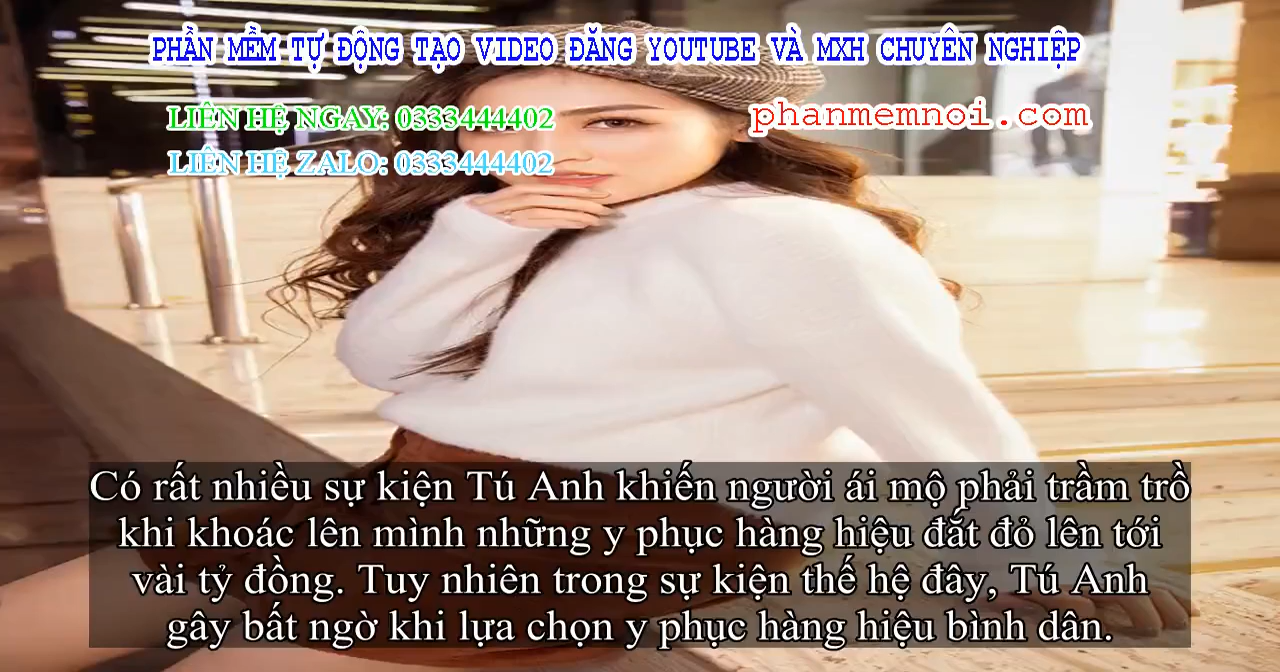 PHẦN MỀM TỰ ĐỘNG TẠO VIDEO ĐĂNG YOUTUBE VÀ MXH CHUYÊN NGHIỆP
LIÊN HỆ NGAY: 0333444402
phanmemnoi.com
LIÊN HỆ ZALO: 0333444402
Có rất nhiều sự kiện Tú Anh khiến người ái mộ phải trầm trồ
khi khoác lên mình những y phục hàng hiệu đắt đỏ lên tới
vài tỷ đồng. Tuy nhiên trong sự kiện thế hệ đây, Tú Anh
gây bất ngờ khi lựa chọn y phục hàng hiệu bình dân.